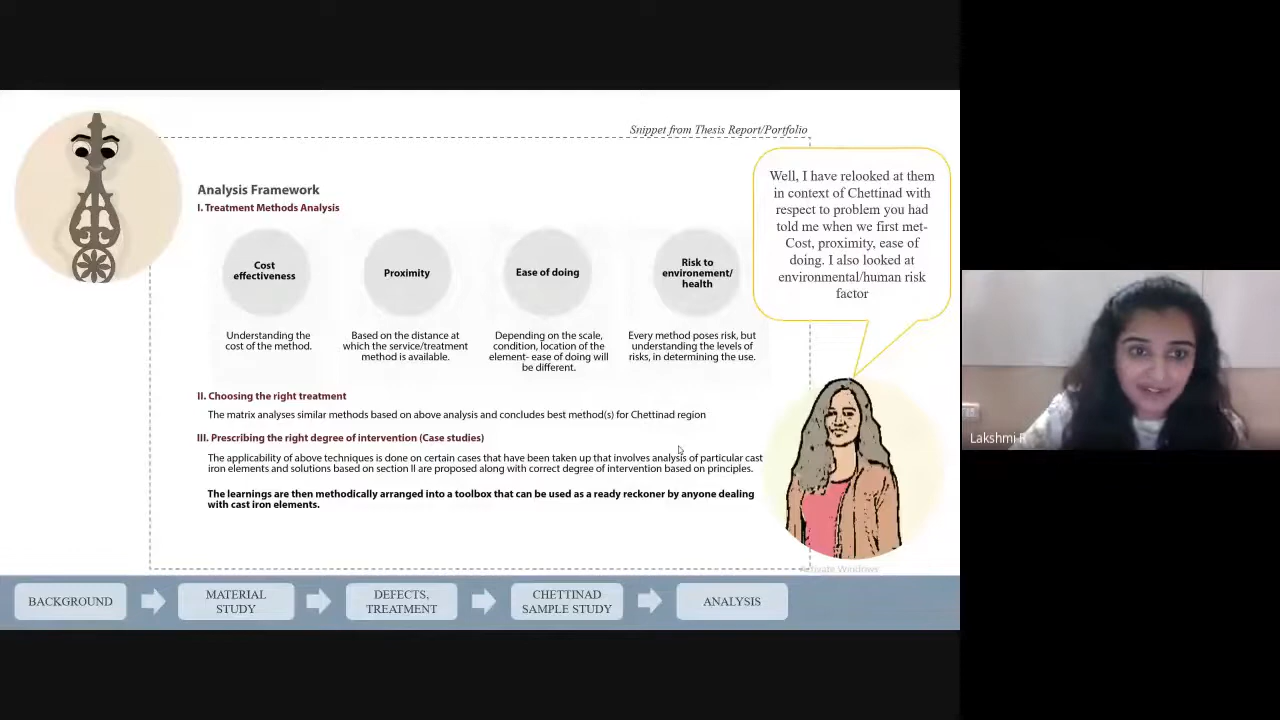 Snippet from Thesis Report/Portfolio
Analysis Framework
I. Treatment Methods Analysis
Cost
effectiveness
Proximity
Ease of doing
Risk to
environement/
health
Understanding the
cost of the method.
Based on the distance at
which the service/treatment
method is available.
Depending on the scale,
condition, location of the
element- ease of doing will
be different.
Every method poses risk, but
understanding the levels of
risks, in determining the use.
II. Choosing the right treatment
The matrix analyses similar methods based on above analysis and concludes best method(s) for Chettinad region
III. Prescribing the right degree of intervention (Case studies)
The applicability of above techniques is done on certain cases that have been taken up that involves analysis of particular cast
iron elements and solutions based on section II are proposed along with correct degree of intervention based on principles.
The learnings are then methodically arranged into a toolbox that can be used as a ready reckoner by anyone dealing
with cast iron elements.
Well, I have relooked at them
in context of Chettinad with
respect to problem you had
told me when we first met-
Cost, proximity, ease of
doing. I also looked at
environmental/human risk
factor
Activate Windows
BACKGROUND
MATERIAL
STUDY
DEFECTS,
TREATMENT
CHETTINAD
SAMPLE STUDY
ANALYSIS
Lakshmi R